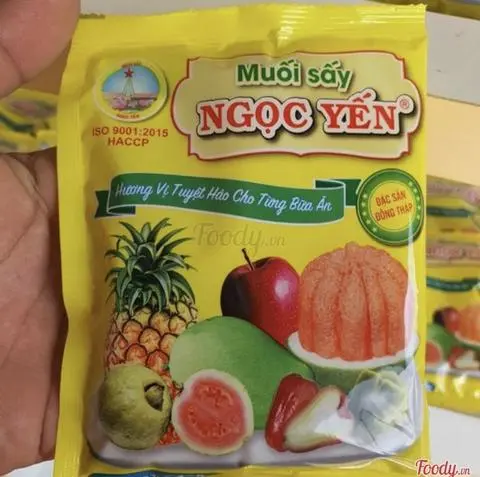 Muối sấy
NGỌC YẾN®
ISO 9001:2015
HACCP
Hương Vị Tuyệt Hảo Cho Từng Bữa Ăn
ĐẶC SẢN
ĐỒNG THÁP
Foody.vn
Foody.vn